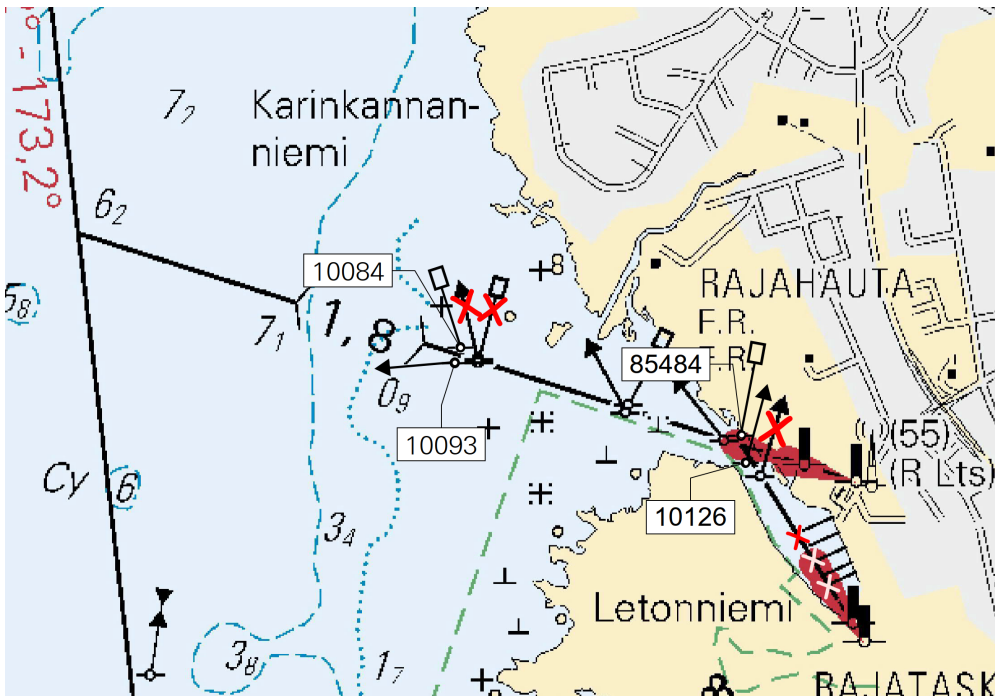 ° - 173,2°
7₂
Karinkannan-
niemi
6₂
10084
8
5₈
7₁
1,8
RAJAHAUTA
F.R.
F.R.
85484
0₉
10093
(55)
(R Lts)
Cy
6
10126
3₄
Letonniemi
3₈
1₇
RAJATASK